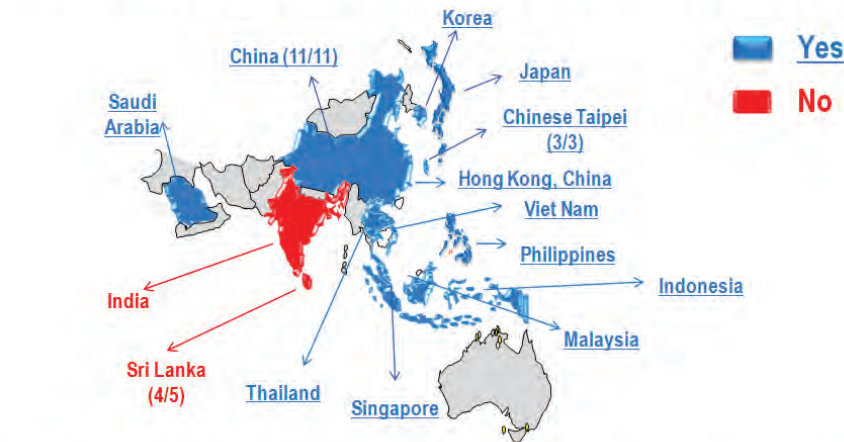 Korea
Yes
China (11/11)
Japan
No
Saudi
Arabia
Chinese Taipei
(3/3)
Hong Kong, China
Viet Nam
Philippines
Indonesia
India
Malaysia
Sri Lanka
(4/5)
Thailand
Singapore